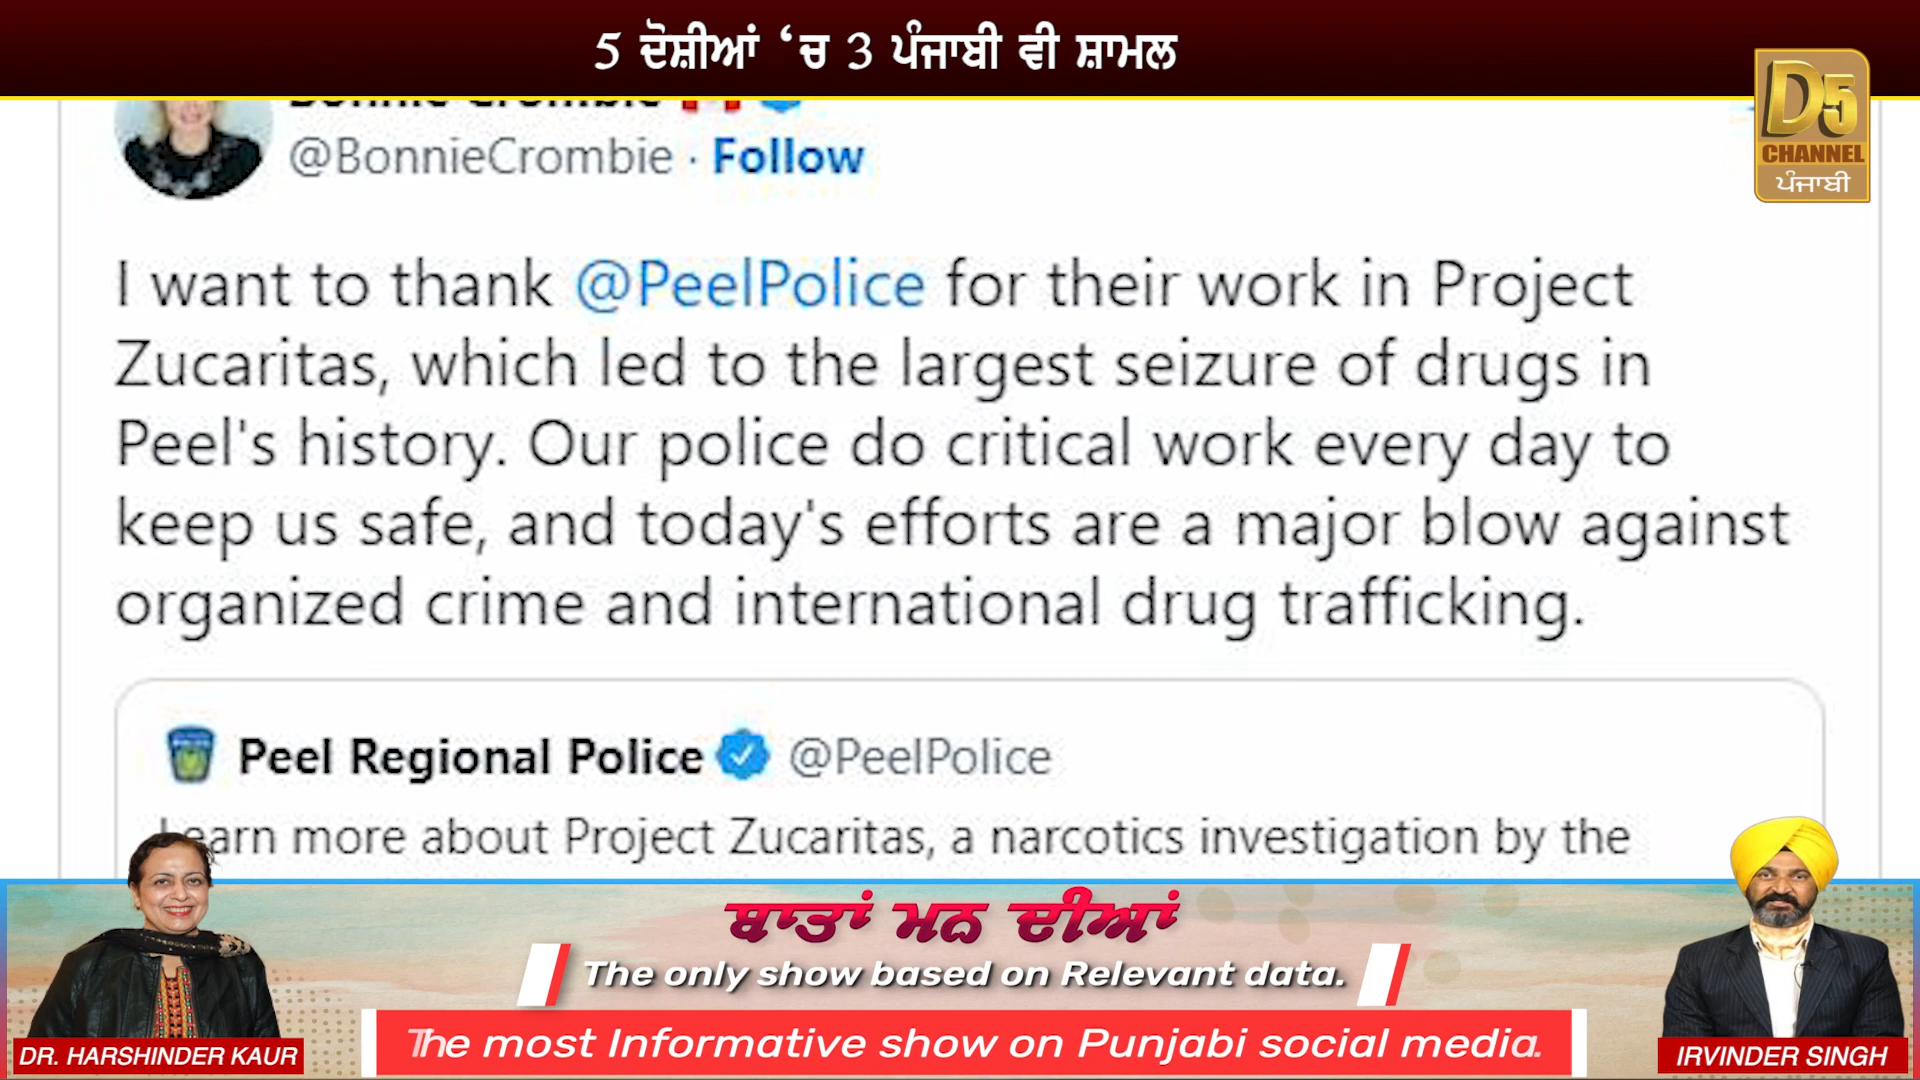 5 ਦੋਸ਼ੀਆਂ ‘ਚ 3 ਪੰਜਾਬੀ ਵੀ ਸ਼ਾਮਲ
D5
CHANNEL
ਪੰਜਾਬੀ
Bonnie Crombie
@BonnieCrombie · Follow
I want to thank @PeelPolice for their work in Project
Zucaritas, which led to the largest seizure of drugs in
Peel's history. Our police do critical work every day to
keep us safe, and today's efforts are a major blow against
organized crime and international drug trafficking.
Peel Regional Police @PeelPolice
Learn more about Project Zucaritas, a narcotics investigation by the
ਬਾਤਾਂ ਮਨ ਦੀਆਂ
The only show based on Relevant data.
The most Informative show on Punjabi social media.
DR. HARSHINDER KAUR
IRVINDER SINGH